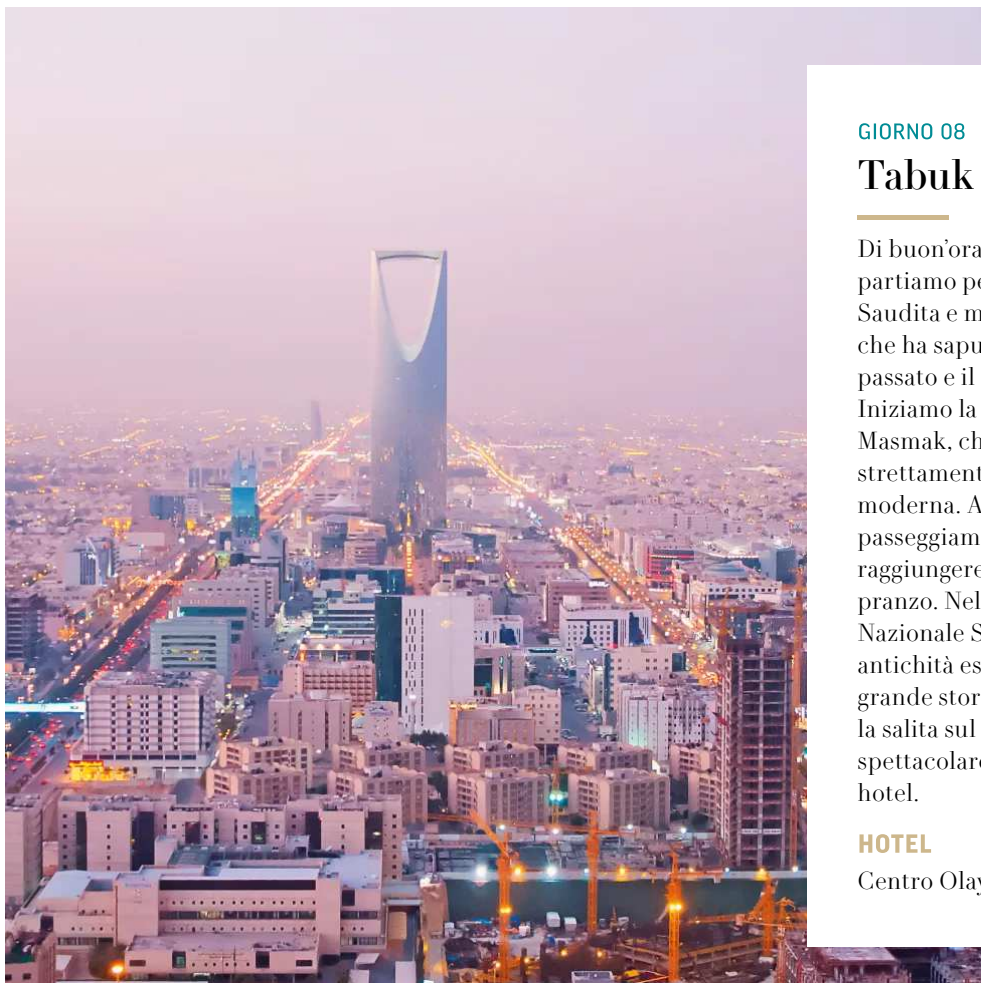 GIORNO 08
Tabuk
Di buon’ora
partiamo pe
Saudita e m
che ha sapu
passato e il
Iniziamo la
Masmak, ch
strettament
moderna. A
passeggiam
raggiungere
pranzo. Nel
Nazionale S
antichità es
grande stor
la salita sul
spettacolare
hotel.
HOTEL
Centro Olay